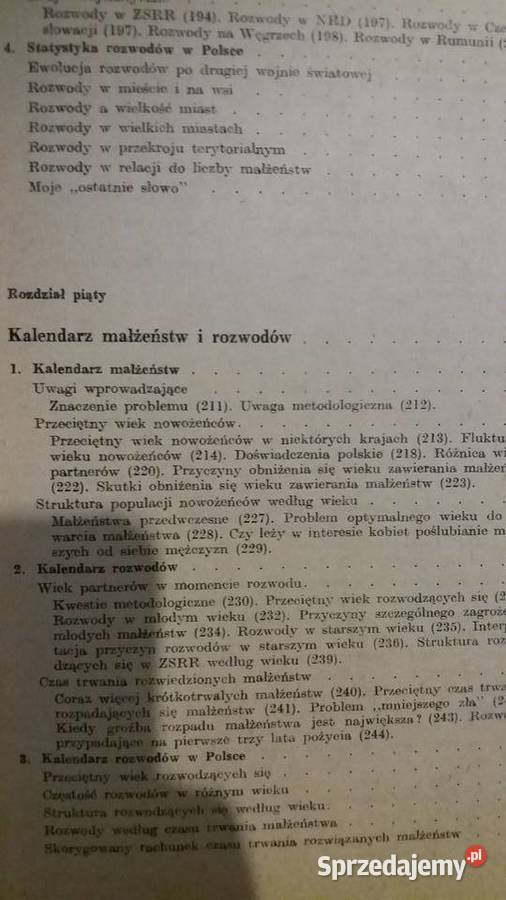 Rozwody w ZSRR (194). Rozwody w NRD (197). Rozwody w Cze
słowacji (197). Rozwody na Węgrzech (198). Rozwody w Rumunii (
4. Statystyka rozwodów w Polsce
Ewolucja rozwodów po drugiej wojnie światowej
Rozwody w mieście i na wsi
Rozwody a wielkość miast
Rozwody w wielkich miastach
Rozwody w przekroju terytorialnym
Rozwody w relacji do liczby małżeństw
Moje „ostatnie słowo”
Rozdział piąty
Kalendarz małżeństw i rozwodów
1. Kalendarz małżeństw
Uwagi wprowadzające
Znaczenie problemu (211). Uwaga metodologiczna (212).
Przeciętny wiek nowożeńców.
Przeciętny wiek nowożeńców w niektórych krajach (213). Fluktu
wieku nowożeńców (214). Doświadczenia polskie (218). Różnica wi
partnerów (220). Przyczyny obniżenia się wieku zawierania małżeń
(222). Skutki obniżenia się wieku zawierania małżeństw (223).
Struktura populacji nowożeńców według wieku
Małżeństwa przedwczesne (227). Problem optymalnego wieku do
warcia małżeństwa (228). Czy leży w interesie kobiet poślubianie m
szych od siebie mężczyzn (229).
2. Kalendarz rozwodów
Wiek partnerów w momencie rozwodu.
Kwestie metodologiczne (230). Przeciętny wiek rozwodzących się (2
Rozwody w młodym wieku (232). Przyczyny szczególnego zagroże
młodych małżeństw (234). Rozwody w starszym wieku (235). Interp
tacja przyczyn rozwodów w starszym wieku (236). Struktura roz
dzących się w ZSRR według wieku (239).
Czas trwania rozwiedzionych małżeństw
Coraz więcej krótkotrwałych małżeństw (240). Przeciętny czas trwa
rozpadających się małżeństw (241). Problem „mniejszego zła” (2
Kiedy groźba rozpadu małżeństwa jest największa? (243). Rozwo
przypadające na pierwsze trzy lata pożycia (244).
3. Kalendarz rozwodów w Polsce
Przeciętny wiek rozwodzących się
Częstość rozwodów w różnym wieku
Struktura rozwodzących się według wieku.
Rozwody według czasu trwania małżeństwa
Skorygowany rachunek czasu trwania rozwiązanych małżeństw
Sprzedajemy.pl